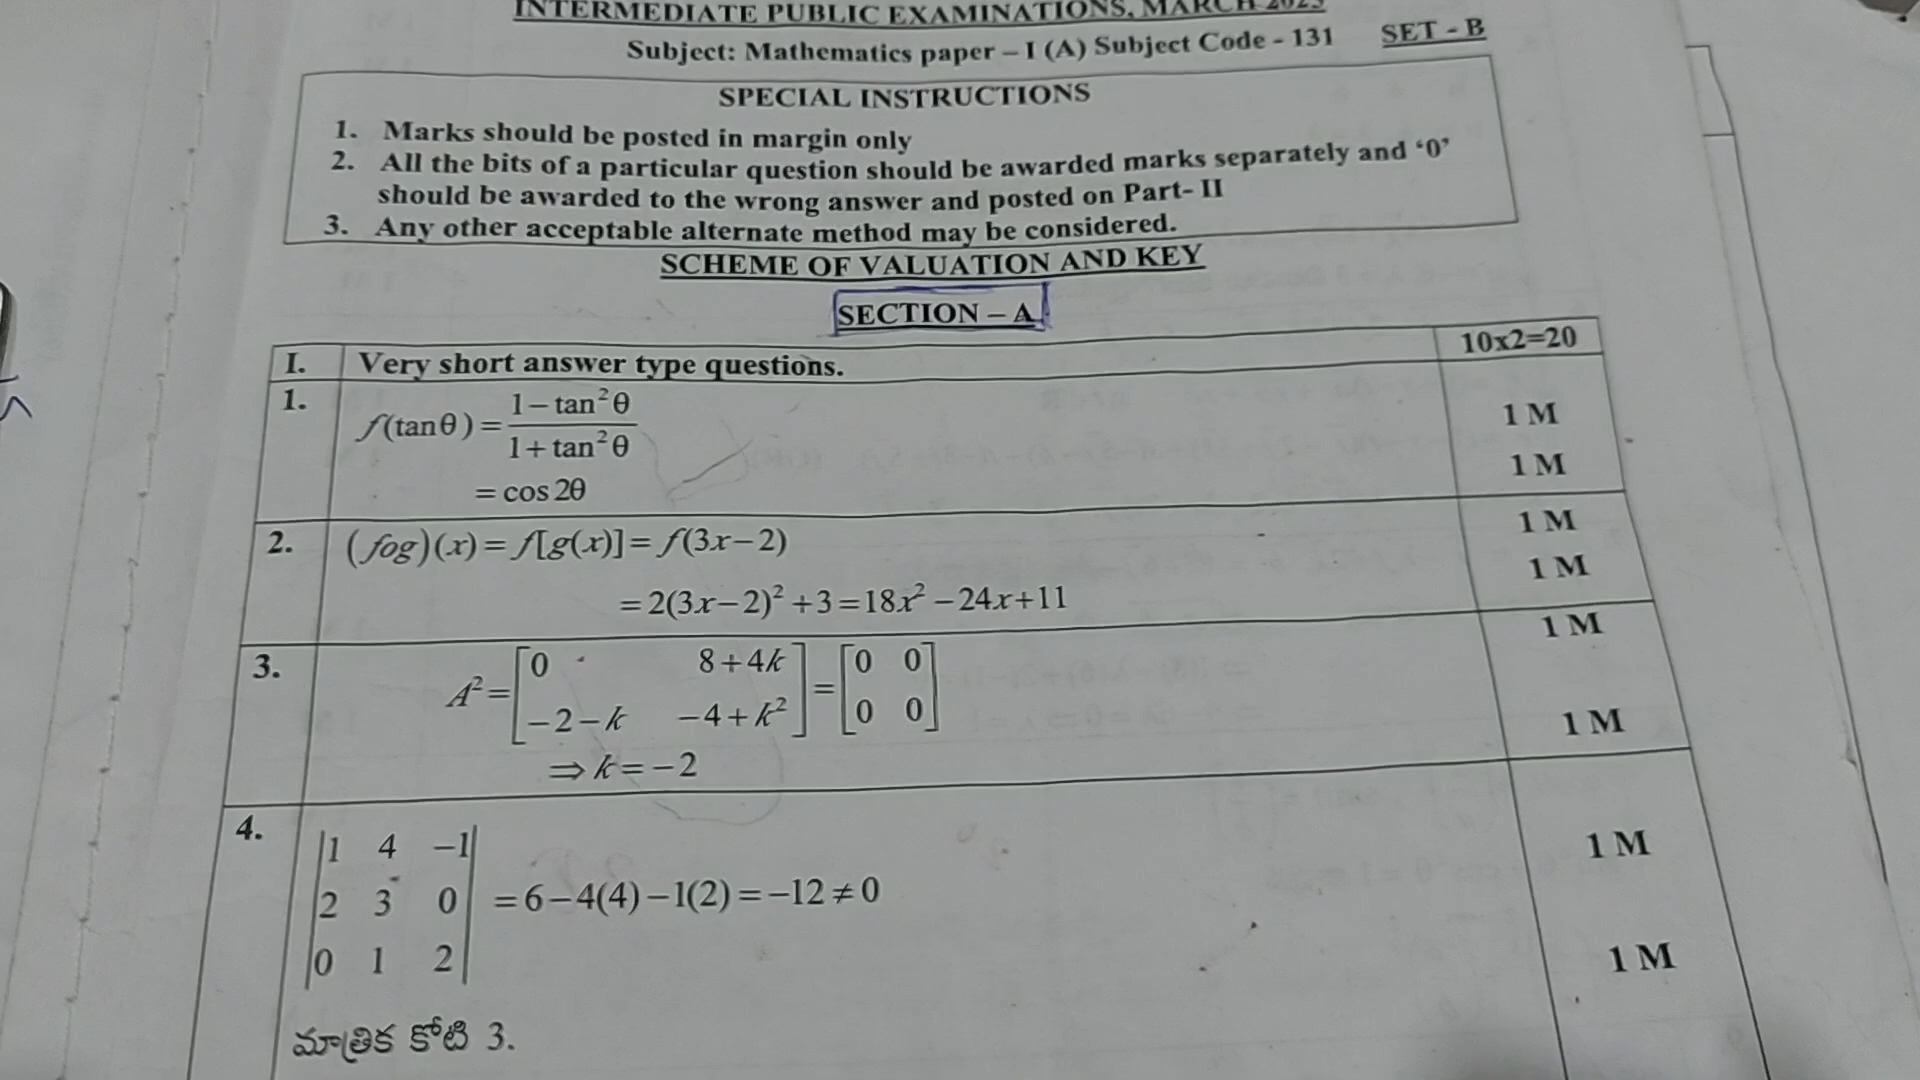 INTERMEDIATE PUBLIC EXAMINATIONS, MARCH 2023
Subject: Mathematics paper – I (A) Subject Code - 131 SET - B
SPECIAL INSTRUCTIONS
1. Marks should be posted in margin only
2. All the bits of a particular question should be awarded marks separately and ‘0’
should be awarded to the wrong answer and posted on Part- II
3. Any other acceptable alternate method may be considered.
SCHEME OF VALUATION AND KEY
SECTION – A
I. Very short answer type questions. 10x2=20
1. f(tanθ) = (1 – tan²θ)/(1 + tan²θ) 1 M
= cos 2θ 1 M
2. (fog)(x) = f[g(x)] = f(3x – 2) 1 M
= 2(3x – 2)² + 3 = 18x² – 24x + 11 1 M
3. A² = [0 8+4k; –2–k –4+k²] = [0 0; 0 0] 1 M
⇒ k = –2 1 M
4. |1 4 –1|
|2 3 0| = 6 – 4(4) – 1(2) = –12 ≠ 0 1 M
|0 1 2| 1 M
మాత్రిక కోటి 3.